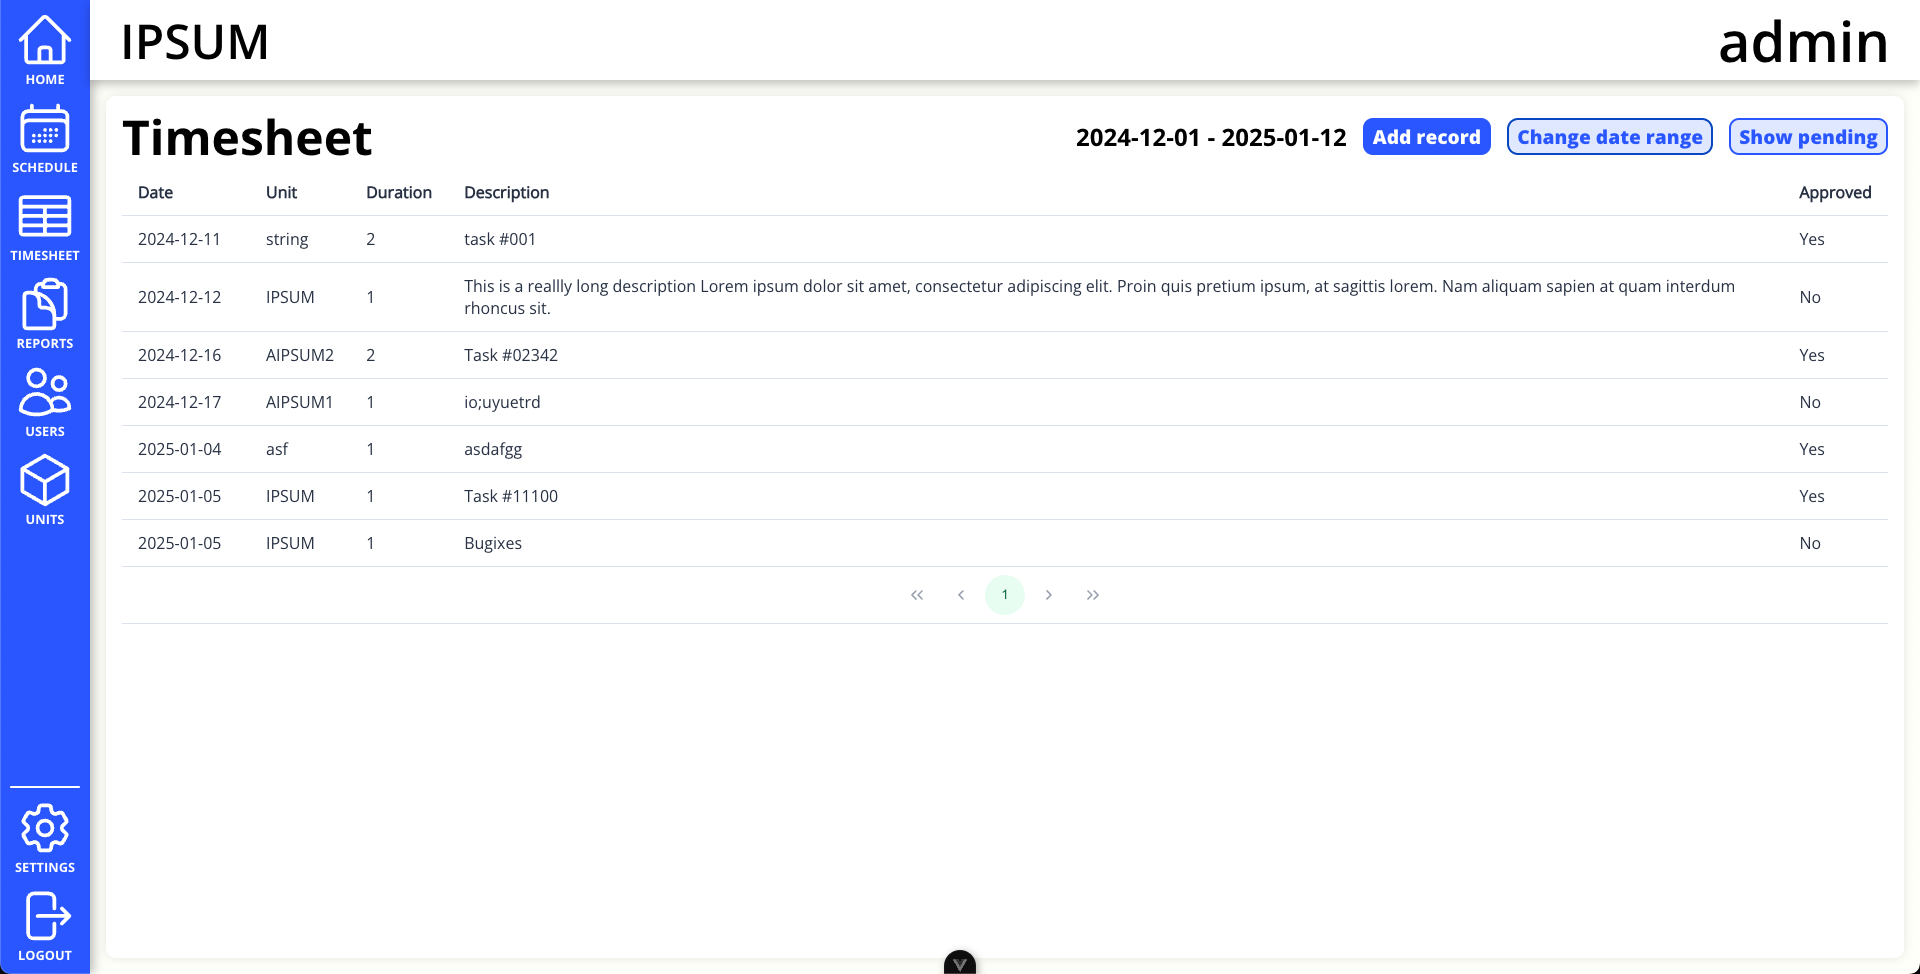 IPSUM
admin
HOME
SCHEDULE
TIMESHEET
REPORTS
USERS
UNITS
SETTINGS
LOGOUT
Timesheet
2024-12-01 - 2025-01-12 Add record Change date range Show pending
Date Unit Duration Description Approved
2024-12-11 string 2 task #001 Yes
2024-12-12 IPSUM 1 This is a reallly long description Lorem ipsum dolor sit amet, consectetur adipiscing elit. Proin quis pretium ipsum, at sagittis lorem. Nam aliquam sapien at quam interdum
rhoncus sit. No
2024-12-16 AIPSUM2 2 Task #02342 Yes
2024-12-17 AIPSUM1 1 io;uyuetrd No
2025-01-04 asf 1 asdafgg Yes
2025-01-05 IPSUM 1 Task #11100 Yes
2025-01-05 IPSUM 1 Bugixes No
1